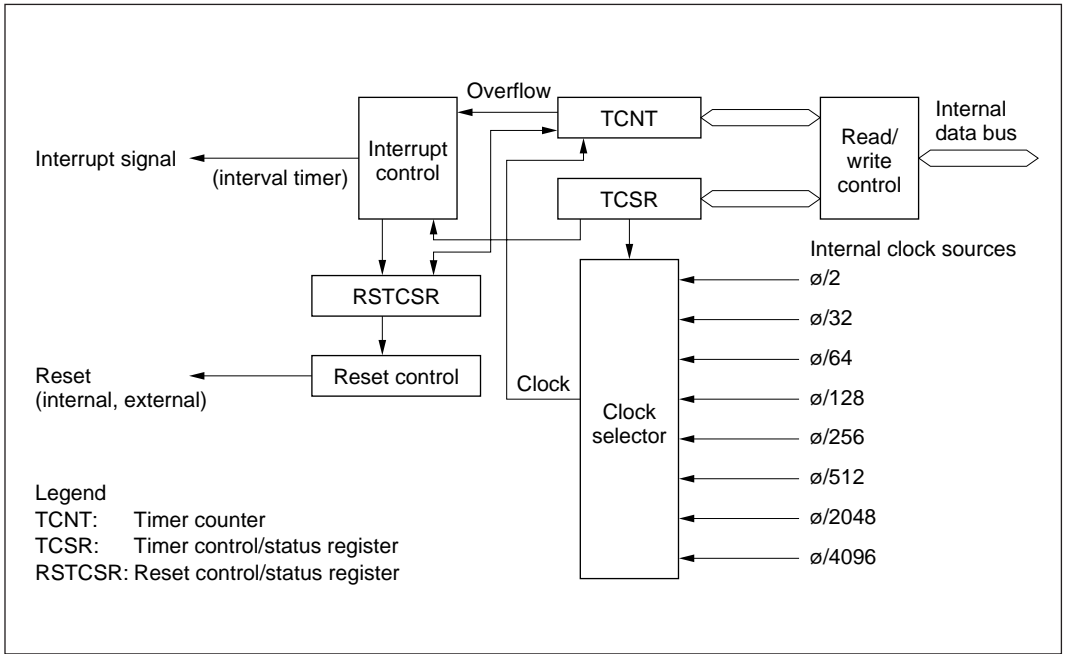 Overflow
TCNT
Internal
data bus
Read/
write
control
Interrupt
control
Interrupt signal
(interval timer)
TCSR
Internal clock sources
ø/2
RSTCSR
ø/32
ø/64
Reset control
Reset
(internal, external)
Clock
ø/128
Clock
selector
ø/256
ø/512
ø/2048
ø/4096
Legend
TCNT: Timer counter
TCSR: Timer control/status register
RSTCSR: Reset control/status register